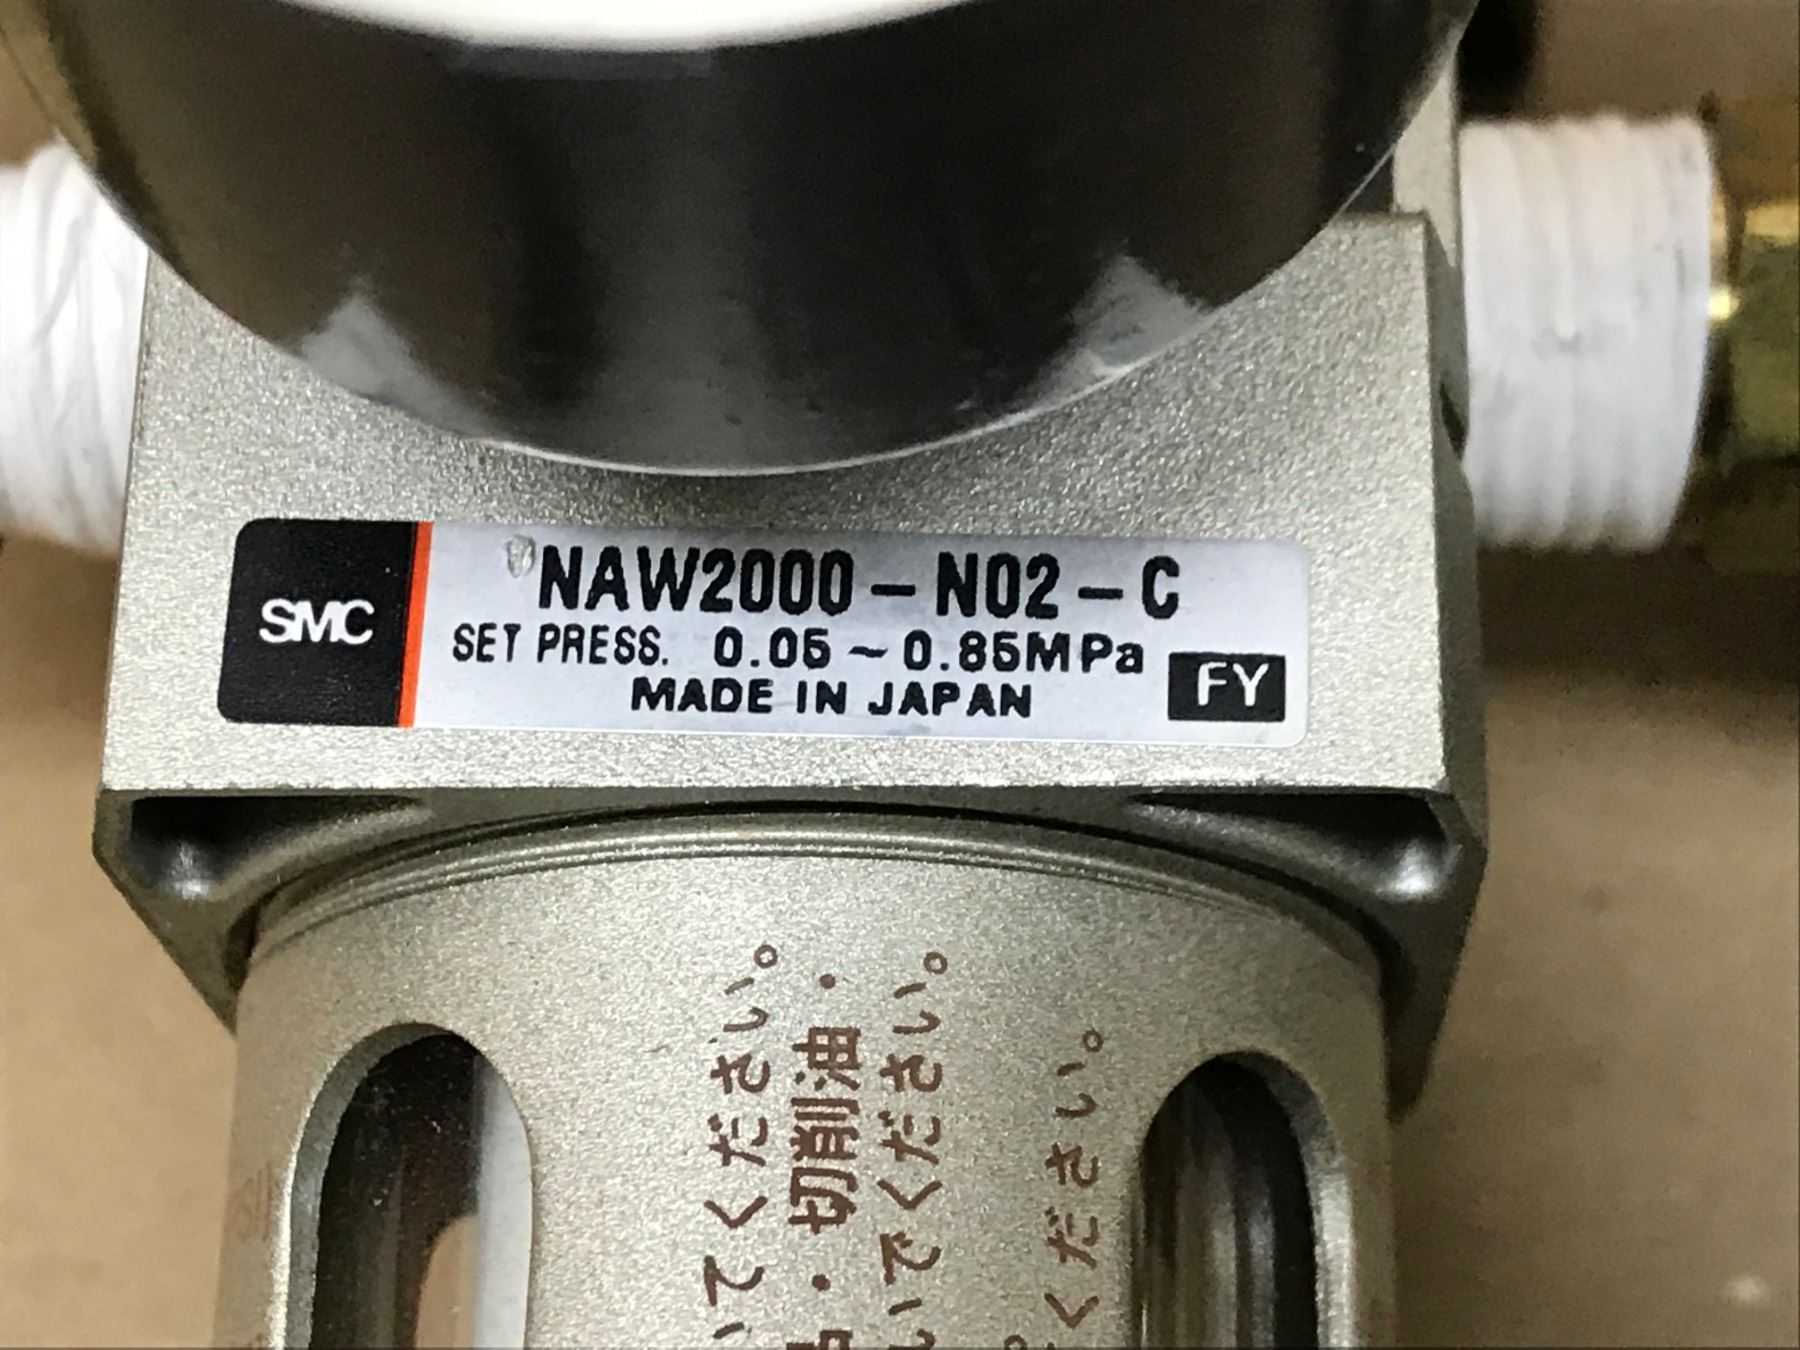 SMC
NAW2000-N02-C
SET PRESS. 0.05~0.85MPa
MADE IN JAPAN
FY
てください。
・切削油・
いでください。
ください。